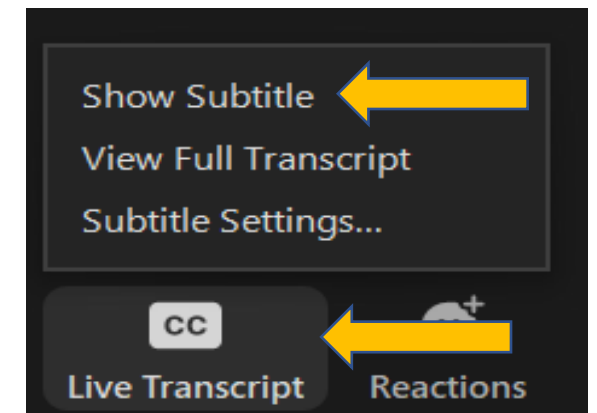 Show Subtitle
View Full Transcript
Subtitle Settings...
CC
Live Transcript Reactions